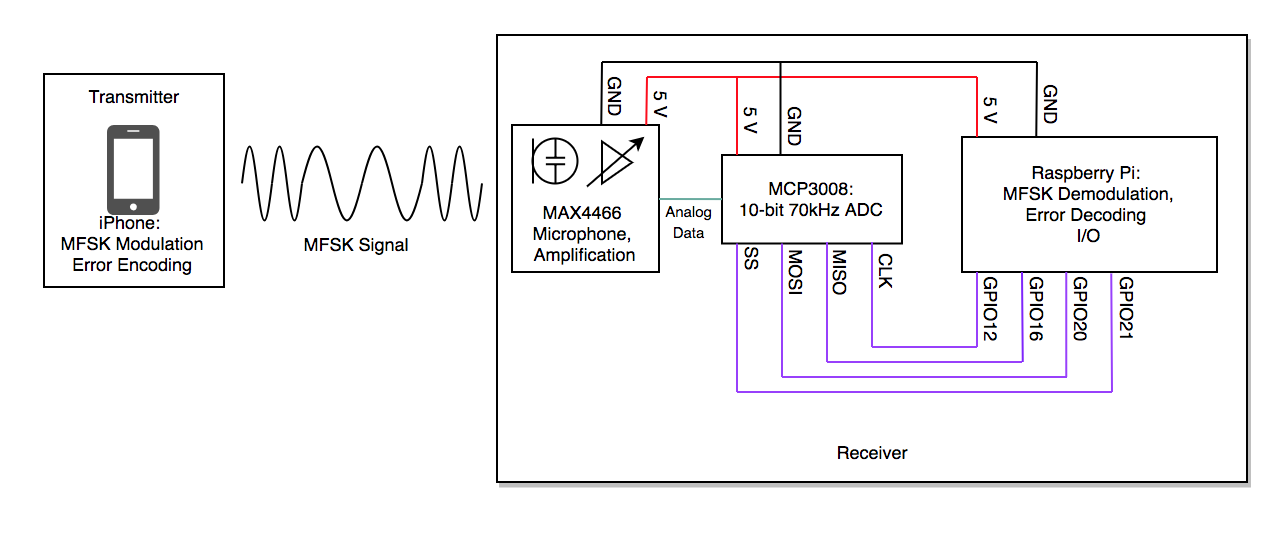 Transmitter
iPhone:
MFSK Modulation
Error Encoding
MFSK Signal
GND
5 V
5 V
GND
5 V
GND
MAX4466
Microphone,
Amplification
Analog
Data
MCP3008:
10-bit 70kHz ADC
Raspberry Pi:
MFSK Demodulation,
Error Decoding
I/O
SS
MOSI
MISO
CLK
GPIO12
GPIO16
GPIO20
GPIO21
Receiver